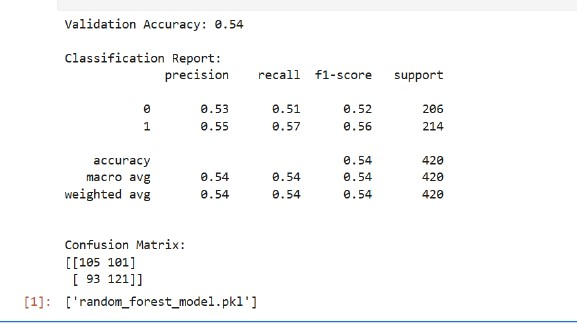 Validation Accuracy: 0.54
Classification Report:
precision recall f1-score support
0 0.53 0.51 0.52 206
1 0.55 0.57 0.56 214
accuracy 0.54 420
macro avg 0.54 0.54 0.54 420
weighted avg 0.54 0.54 0.54 420
Confusion Matrix:
[[105 101]
[ 93 121]]
[1]: ['random_forest_model.pkl']